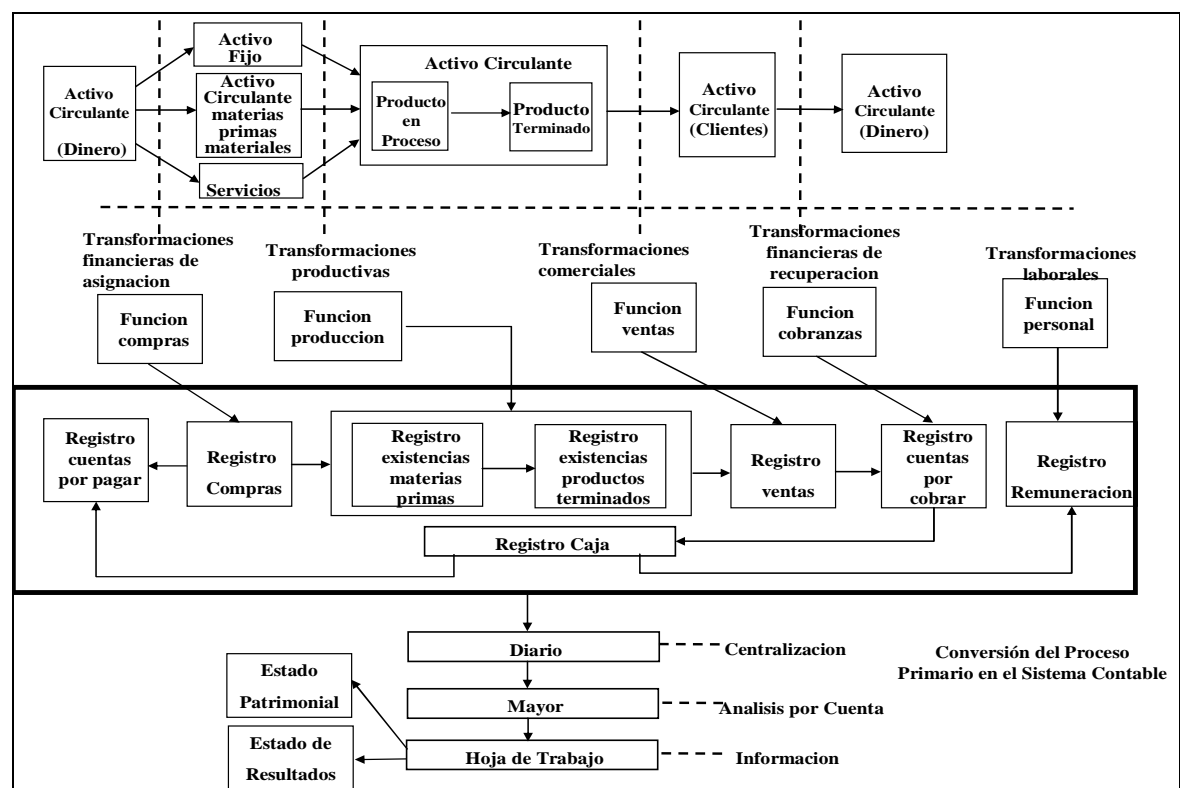 Activo
Circulante
(Dinero)
Activo
Fijo
Activo
Circulante
materias
primas
materiales
Servicios
Activo Circulante
Producto
en
Proceso
Producto
Terminado
Activo
Circulante
(Clientes)
Activo
Circulante
(Dinero)
Transformaciones
financieras de
asignacion
Transformaciones
productivas
Transformaciones
comerciales
Transformaciones
financieras de
recuperacion
Transformaciones
laborales
Funcion
compras
Funcion
produccion
Funcion
ventas
Funcion
cobranzas
Funcion
personal
Registro
cuentas
por pagar
Registro
Compras
Registro
existencias
materias
primas
Registro
existencias
productos
terminados
Registro
ventas
Registro
cuentas
por
cobrar
Registro
Remuneracion
Registro Caja
Diario
Centralizacion
Mayor
Analisis por Cuenta
Hoja de Trabajo
Informacion
Estado
Patrimonial
Estado de
Resultados
Conversión del Proceso
Primario en el Sistema Contable